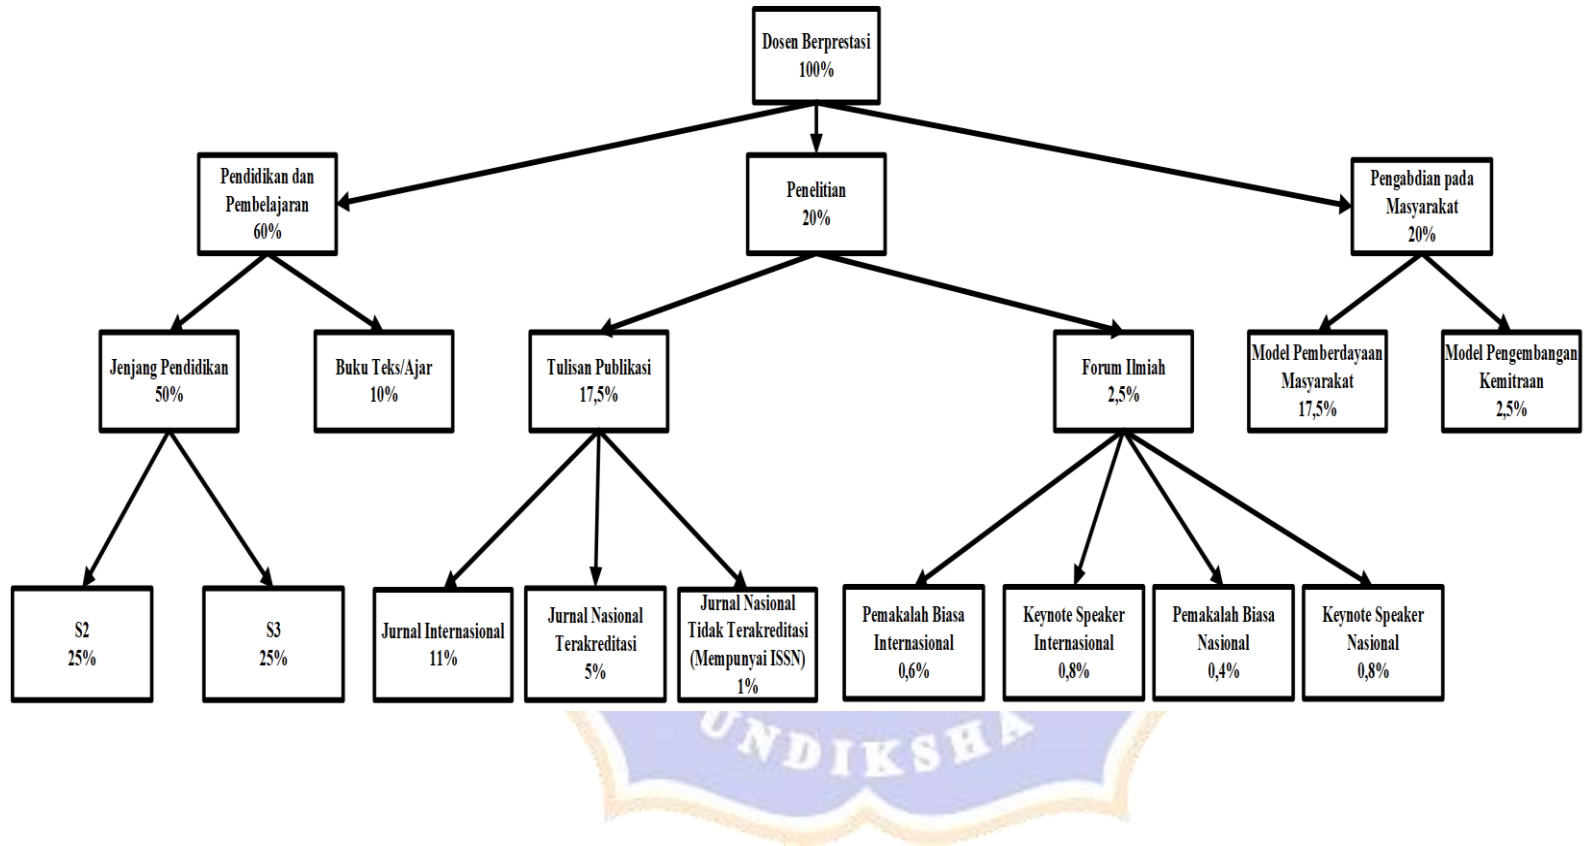 Dosen Berprestasi
100%
Pendidikan dan
Pembelajaran
60%
Penelitian
20%
Pengabdian pada
Masyarakat
20%
Jenjang Pendidikan
50%
Buku Teks/Ajar
10%
Tulisan Publikasi
17,5%
Forum Ilmiah
2,5%
Model Pemberdayaan
Masyarakat
17,5%
Model Pengembangan
Kemitraan
2,5%
S2
25%
S3
25%
Jurnal Internasional
11%
Jurnal Nasional
Terakreditasi
5%
Jurnal Nasional
Tidak Terakreditasi
(Mempunyai ISSN)
1%
Pemakalah Biasa
Internasional
0,6%
Keynote Speaker
Internasional
0,8%
Pemakalah Biasa
Nasional
0,4%
Keynote Speaker
Nasional
0,8%
UNDIKSHA